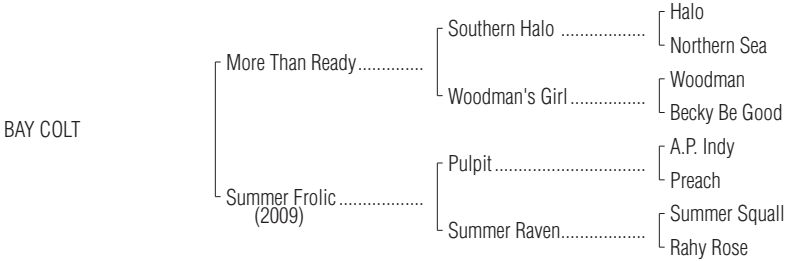 Halo
Southern Halo ...................
Northern Sea
More Than Ready..............
Woodman
Woodman's Girl ................
Becky Be Good
BAY COLT
A.P. Indy
Pulpit ...............................
Preach
Summer Frolic ..................
(2009)
Summer Squall
Summer Raven..................
Rahy Rose